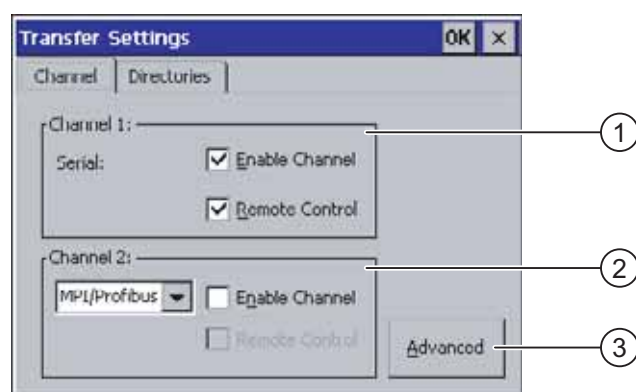 Transfer Settings OK ×
Channel Directories
Channel 1:
Serial: Enable Channel
Remote Control
Channel 2:
MPI/Profibus Enable Channel
Remote Control
Advanced
1
2
3